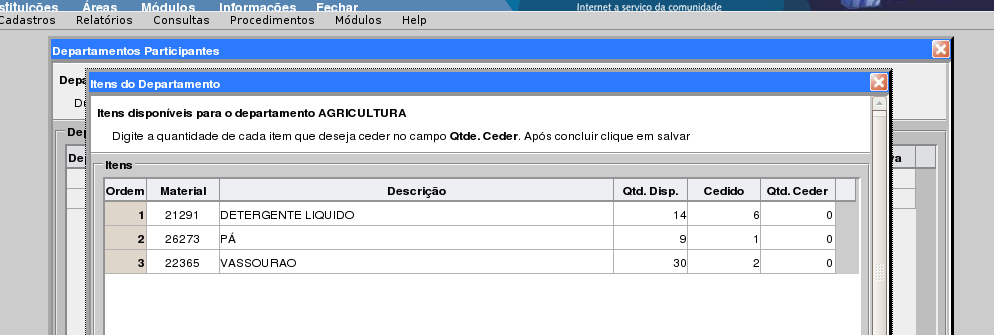 Instituições Áreas Módulos Informações Fechar
Internet a serviço da comunidade
Cadastros Relatórios Consultas Procedimentos Módulos Help
Departamentos Participantes
Itens do Departamento
Itens disponíveis para o departamento AGRICULTURA
Digite a quantidade de cada item que deseja ceder no campo Qtde. Ceder. Após concluir clique em salvar
Itens
Ordem Material Descrição Qtd. Disp. Cedido Qtd. Ceder
1 21291 DETERGENTE LIQUIDO 14 6 0
2 26273 PÁ 9 1 0
3 22365 VASSOURAO 30 2 0